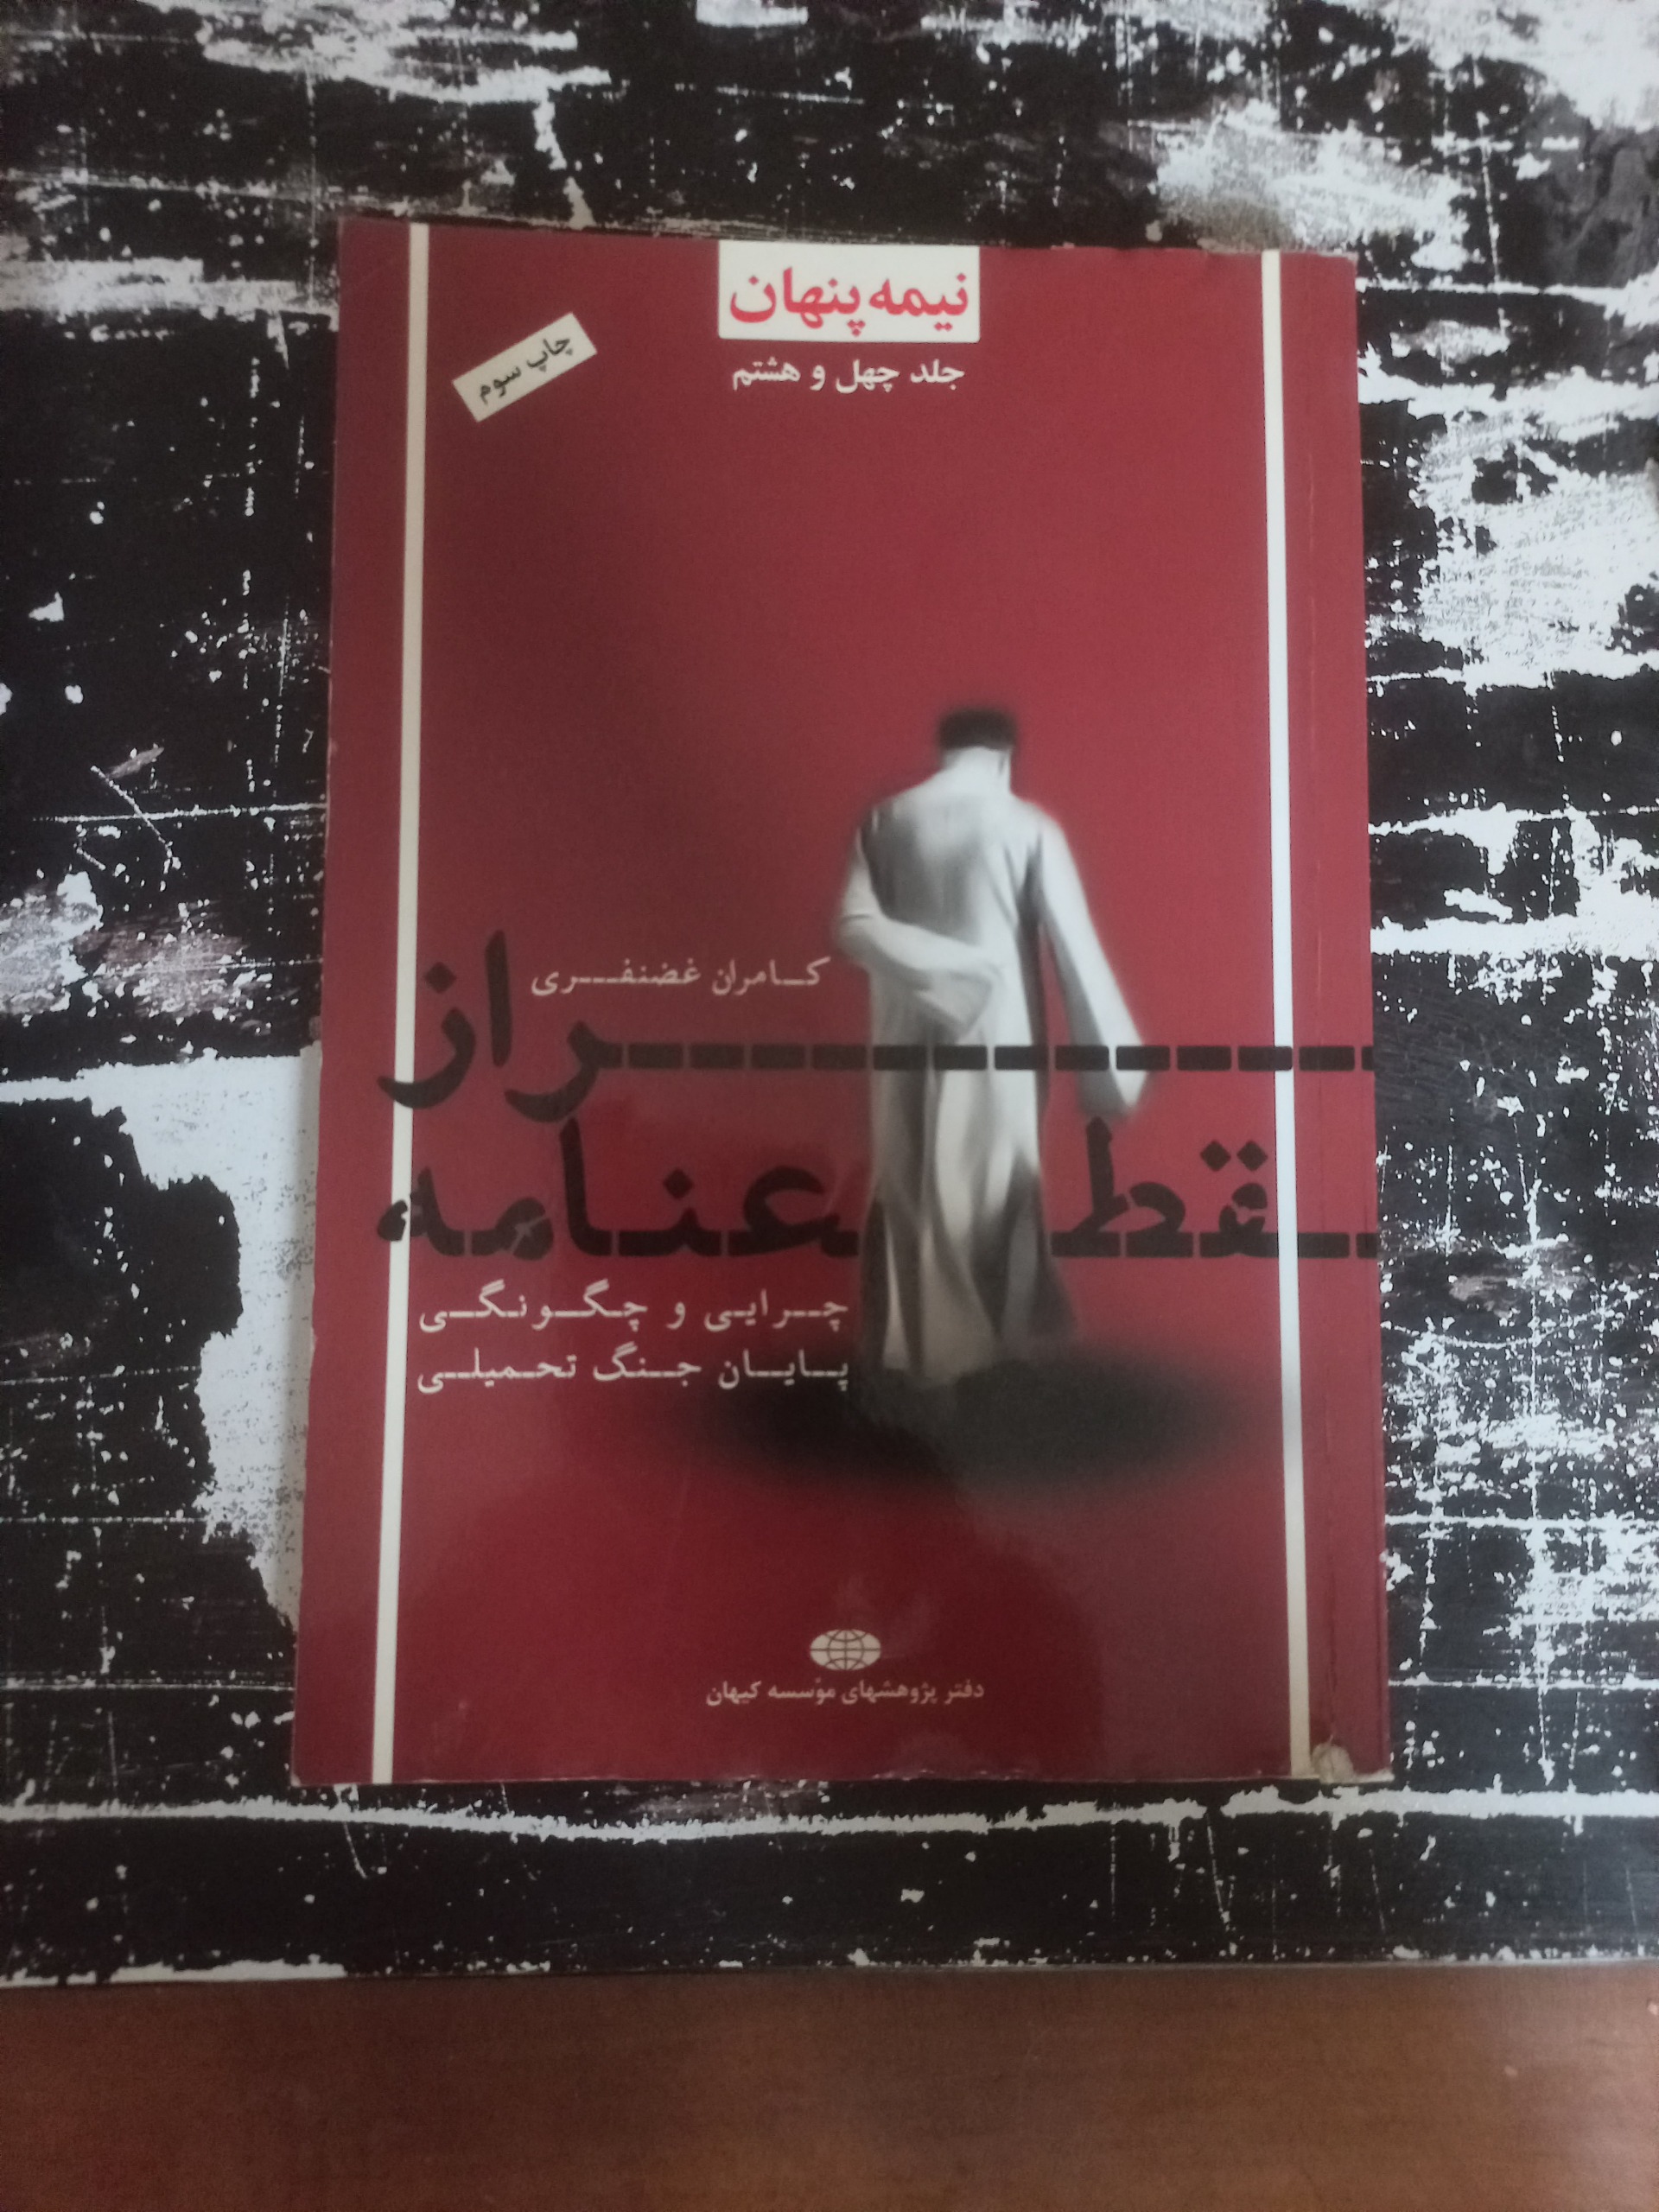 نیمه پنهان
جلد چهل و هشتم
چاپ سوم
کامران غضنفری
راز
قطعنامه
چرایی و چگونگی
پایان جنگ تحمیلی
دفتر پژوهشهای مؤسسه کیهان